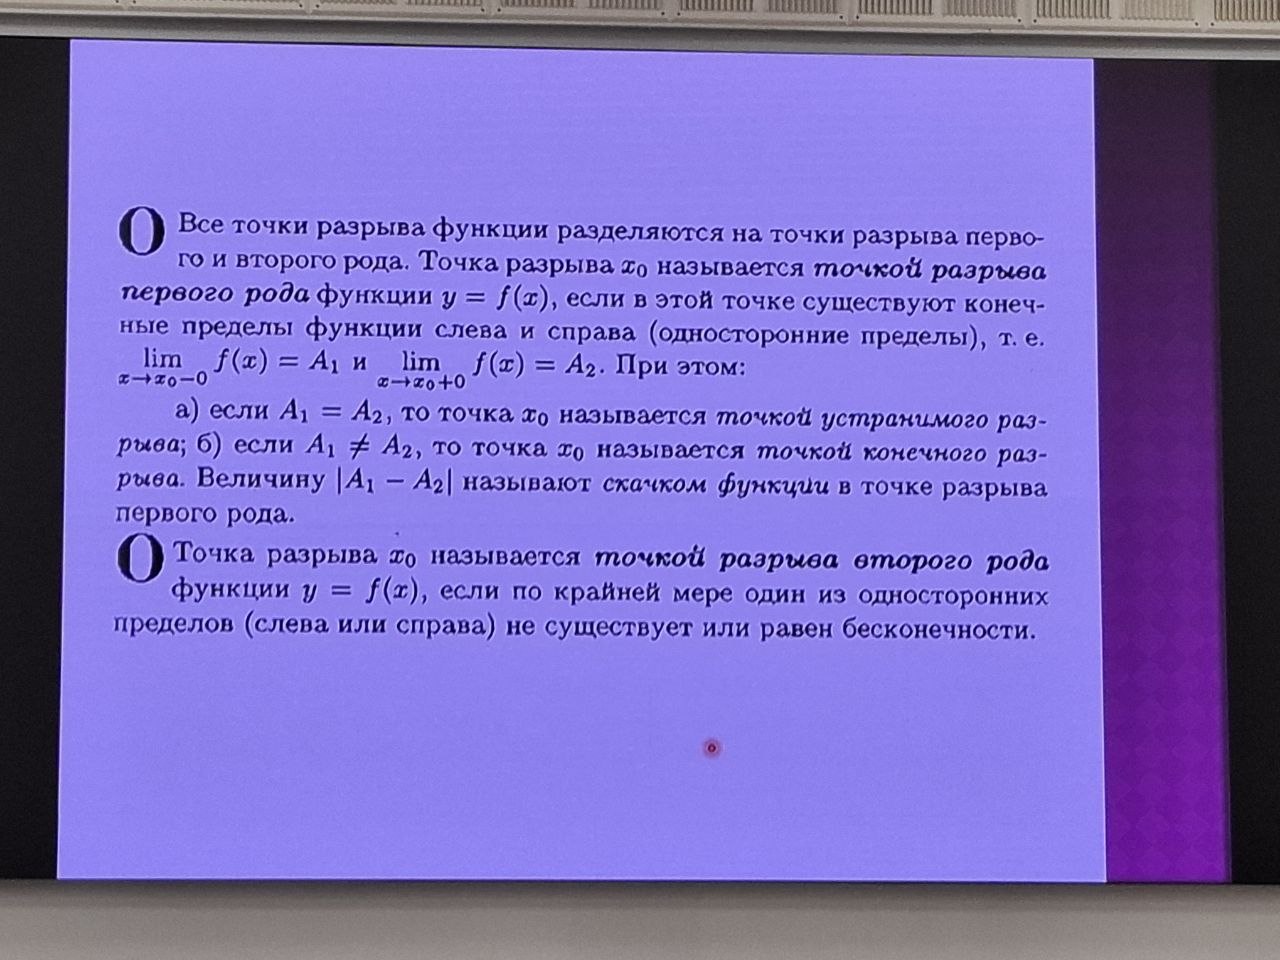 О Все точки разрыва функции разделяются на точки разрыва перво-
го и второго рода. Точка разрыва x₀ называется точкой разрыва
первого рода функции y = f(x), если в этой точке существуют конеч-
ные пределы функции слева и справа (односторонние пределы), т. е.
lim x→x₀−0 f(x) = A₁ и lim x→x₀+0 f(x) = A₂. При этом:
а) если A₁ = A₂, то точка x₀ называется точкой устранимого раз-
рыва; б) если A₁ ≠ A₂, то точка x₀ называется точкой конечного раз-
рыва. Величину |A₁ − A₂| называют скачком функции в точке разрыва
первого рода.
О Точка разрыва x₀ называется точкой разрыва второго рода
функции y = f(x), если по крайней мере один из односторонних
пределов (слева или справа) не существует или равен бесконечности.